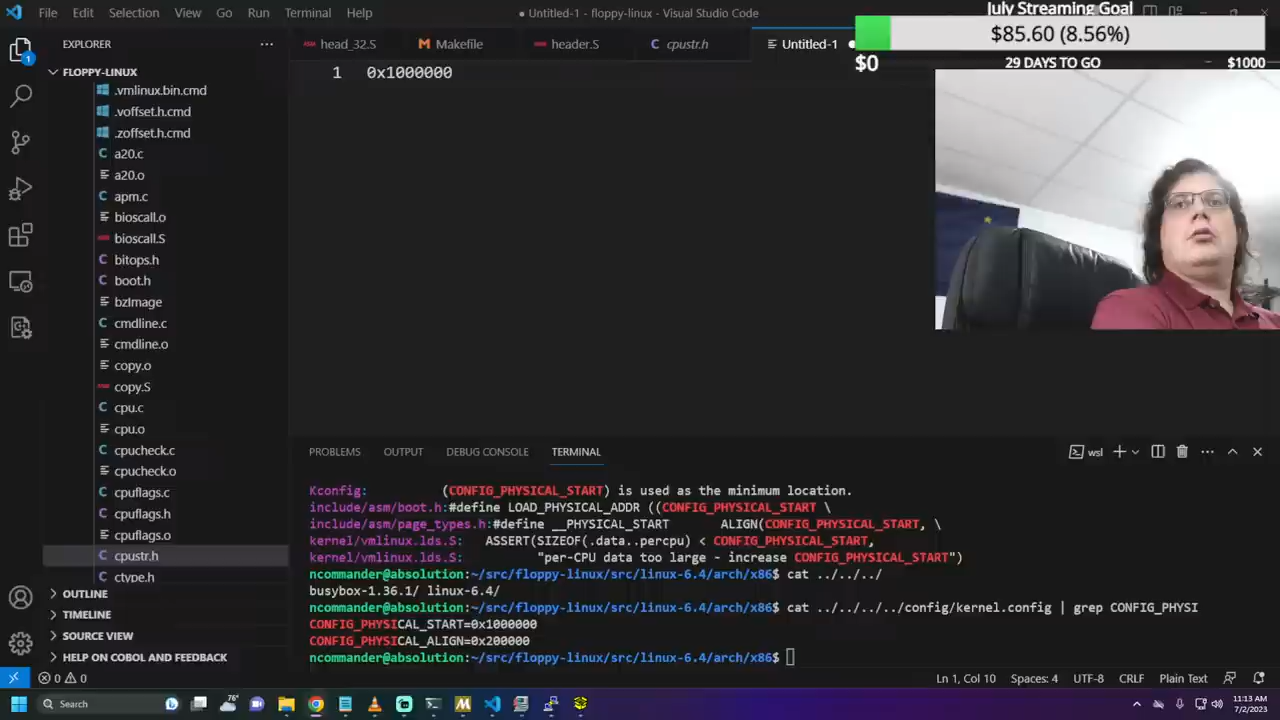 File Edit Selection View Go Run Terminal Help
● Untitled-1 - floppy-linux - Visual Studio Code
July Streaming Goal
$85.60 (8.56%)
$0 29 DAYS TO GO $1000
EXPLORER
head_32.S Makefile header.S cpustr.h Untitled-1
FLOPPY-LINUX
1 0x1000000
.vmlinux.bin.cmd
.voffset.h.cmd
.zoffset.h.cmd
a20.c
a20.o
apm.c
bioscall.o
bioscall.S
bitops.h
boot.h
bzImage
cmdline.c
cmdline.o
copy.o
copy.S
cpu.c
cpu.o
cpucheck.c
cpucheck.o
cpuflags.c
cpuflags.h
cpuflags.o
cpustr.h
ctype.h
OUTLINE
TIMELINE
SOURCE VIEW
HELP ON COBOL AND FEEDBACK
PROBLEMS OUTPUT DEBUG CONSOLE TERMINAL
wsl
Kconfig: (CONFIG_PHYSICAL_START) is used as the minimum location.
include/asm/boot.h:#define LOAD_PHYSICAL_ADDR ((CONFIG_PHYSICAL_START \
include/asm/page_types.h:#define __PHYSICAL_START ALIGN(CONFIG_PHYSICAL_START, \
kernel/vmlinux.lds.S: ASSERT(SIZEOF(.data..percpu) < CONFIG_PHYSICAL_START,
kernel/vmlinux.lds.S: "per-CPU data too large - increase CONFIG_PHYSICAL_START")
ncommander@absolution:~/src/floppy-linux/src/linux-6.4/arch/x86$ cat ../../../
busybox-1.36.1/ linux-6.4/
ncommander@absolution:~/src/floppy-linux/src/linux-6.4/arch/x86$ cat ../../../../config/kernel.config | grep CONFIG_PHYSI
CONFIG_PHYSICAL_START=0x1000000
CONFIG_PHYSICAL_ALIGN=0x200000
ncommander@absolution:~/src/floppy-linux/src/linux-6.4/arch/x86$
0 0 Ln 1, Col 10 Spaces: 4 UTF-8 CRLF Plain Text
Search
76°
11:13 AM
7/2/2023